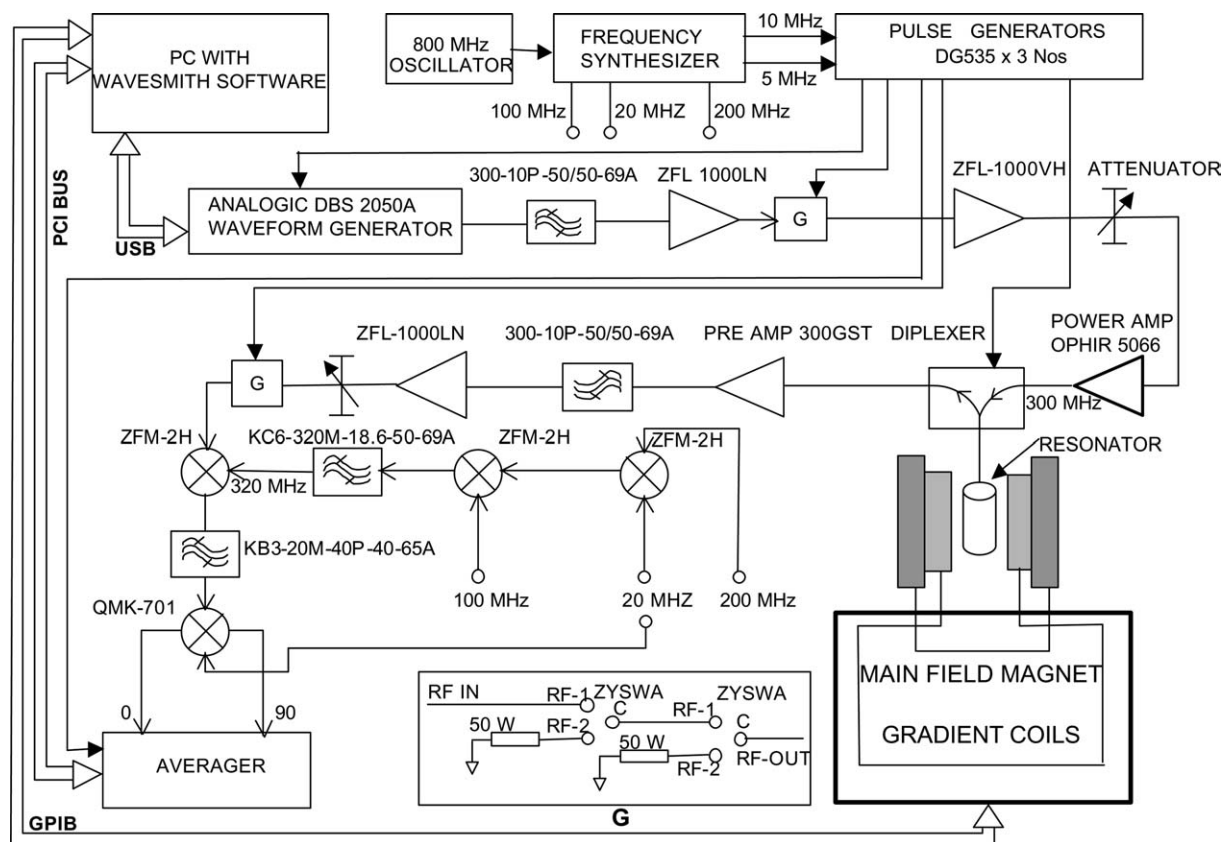 PC WITH
WAVESMITH SOFTWARE
800 MHz
OSCILLATOR
FREQUENCY
SYNTHESIZER
10 MHz
5 MHz
PULSE GENERATORS
DG535 x 3 Nos
100 MHz
20 MHZ
200 MHz
PCI BUS
USB
ANALOGIC DBS 2050A
WAVEFORM GENERATOR
300-10P-50/50-69A
ZFL 1000LN
G
ZFL-1000VH
ATTENUATOR
ZFL-1000LN
300-10P-50/50-69A
PRE AMP 300GST
DIPLEXER
POWER AMP
OPHIR 5066
G
300 MHz
ZFM-2H
KC6-320M-18.6-50-69A
ZFM-2H
ZFM-2H
RESONATOR
320 MHz
KB3-20M-40P-40-65A
100 MHz
20 MHZ
200 MHz
QMK-701
0
90
AVERAGER
GPIB
RF IN
RF-1
ZYSWA
C
RF-1
ZYSWA
C
50 W
RF-2
50 W
RF-2
RF-OUT
G
MAIN FIELD MAGNET
GRADIENT COILS